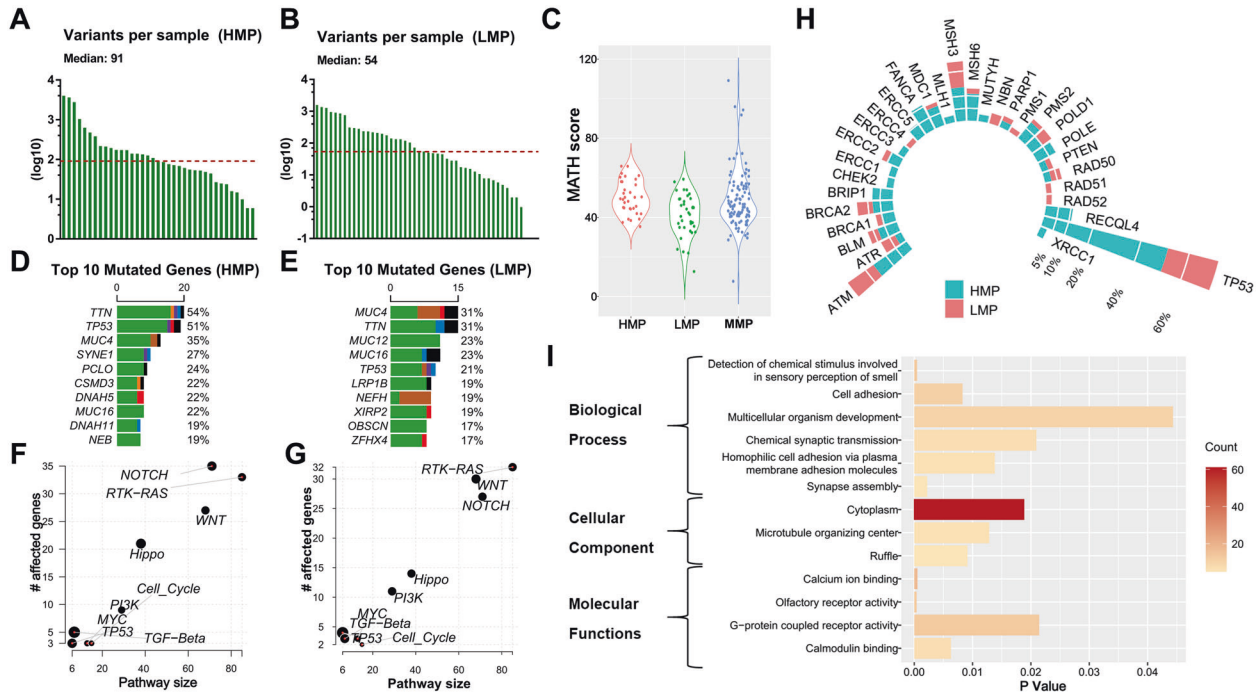 A
Variants per sample (HMP)
Median: 91
(log10)
4
3
2
1
0
B
Variants per sample (LMP)
Median: 54
(log10)
4
3
2
1
0
C
MATH score
120
80
40
0
HMP
LMP
MMP
D
Top 10 Mutated Genes (HMP)
0
20
TTN 54%
TP53 51%
MUC4 35%
SYNE1 27%
PCLO 24%
CSMD3 22%
DNAH5 22%
MUC16 22%
DNAH11 19%
NEB 19%
E
Top 10 Mutated Genes (LMP)
0
15
MUC4 31%
TTN 31%
MUC12 23%
MUC16 23%
TP53 21%
LRP1B 19%
NEFH 19%
XIRP2 19%
OBSCN 17%
ZFHX4 17%
F
# affected genes
35
30
25
20
15
10
5
3
NOTCH
RTK-RAS
WNT
Hippo
Cell_Cycle
PI3K
MYC
TP53
TGF-Beta
6
20
40
60
85
Pathway size
G
# affected genes
32
30
25
20
15
10
5
2
RTK-RAS
WNT
NOTCH
Hippo
PI3K
MYC
TGF-Beta
TP53
Cell_Cycle
6
20
40
60
85
Pathway size
H
ATM
ATR
BLM
BRCA1
BRCA2
BRIP1
CHEK2
ERCC1
ERCC2
ERCC3
ERCC4
ERCC5
FANCA
MDC1
MLH1
MSH3
MSH6
MUTYH
NBN
PARP1
PMS1
PMS2
POLD1
POLE
PTEN
RAD50
RAD51
RAD52
RECQL4
TP53
XRCC1
5%
10%
20%
40%
60%
HMP
LMP
I
Biological
Process
Cellular
Component
Molecular
Functions
Detection of chemical stimulus involved
in sensory perception of smell
Cell adhesion
Multicellular organism development
Chemical synaptic transmission
Homophilic cell adhesion via plasma
membrane adhesion molecules
Synapse assembly
Cytoplasm
Microtubule organizing center
Ruffle
Calcium ion binding
Olfactory receptor activity
G-protein coupled receptor activity
Calmodulin binding
0.00
0.01
0.02
0.03
0.04
P Value
Count
60
40
20